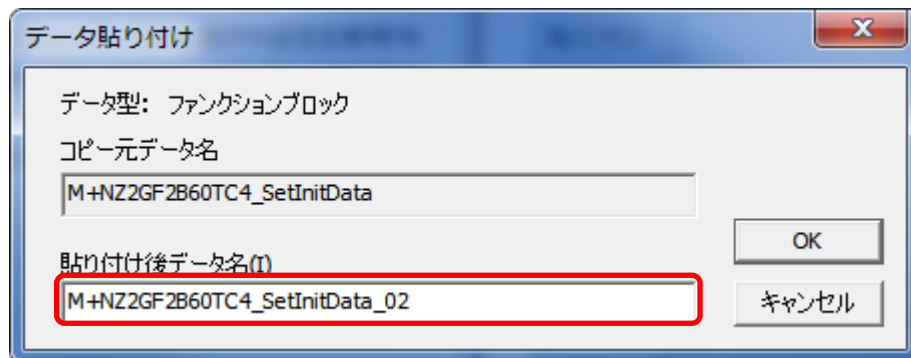 データ貼り付け
データ型: ファンクションブロック
コピー元データ名
M+NZ2GF2B60TC4_SetInitData
貼り付け後データ名(I)
M+NZ2GF2B60TC4_SetInitData_02
OK
キャンセル